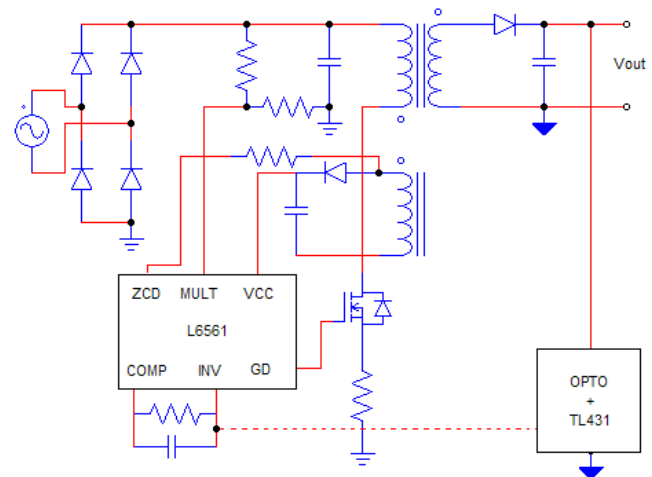 Vout
ZCD MULT VCC
L6561
COMP INV GD
OPTO
+
TL431